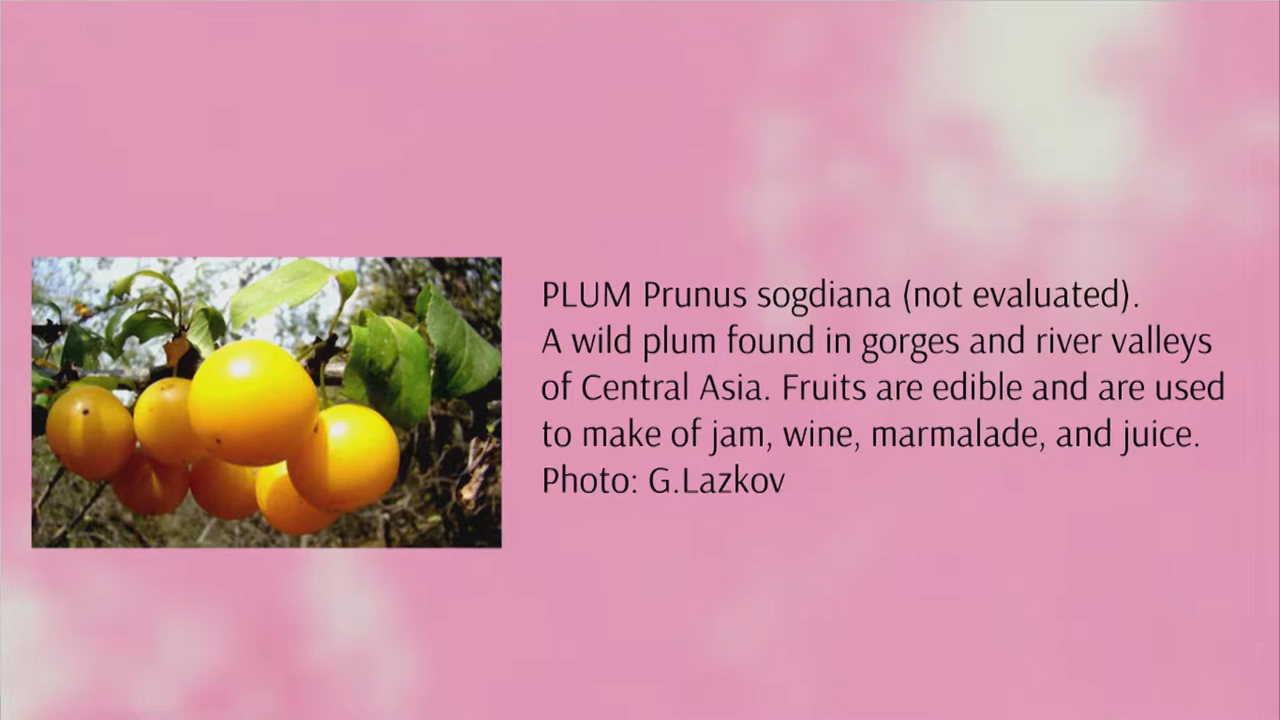 PLUM Prunus sogdiana (not evaluated).
A wild plum found in gorges and river valleys
of Central Asia. Fruits are edible and are used
to make of jam, wine, marmalade, and juice.
Photo: G.Lazkov